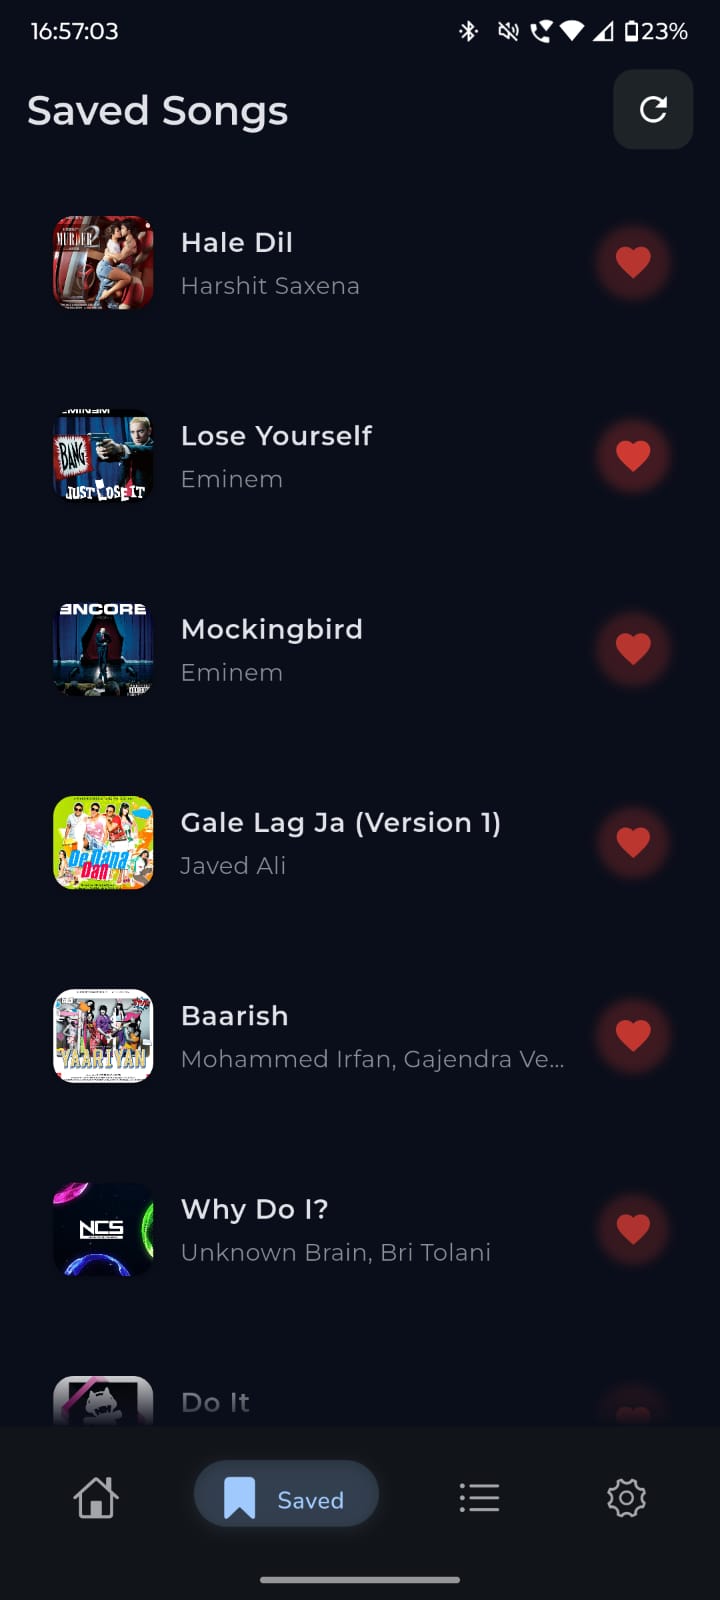 16:57:03
23%
Saved Songs
MURDER 2
Hale Dil
Harshit Saxena
EMINEM
BANG
JUST LOSE IT
Lose Yourself
Eminem
ENCORE
Mockingbird
Eminem
De Dana Dan
Gale Lag Ja (Version 1)
Javed Ali
YAARIYAN
Baarish
Mohammed Irfan, Gajendra Ve...
NCS
Why Do I?
Unknown Brain, Bri Tolani
Do It
Saved